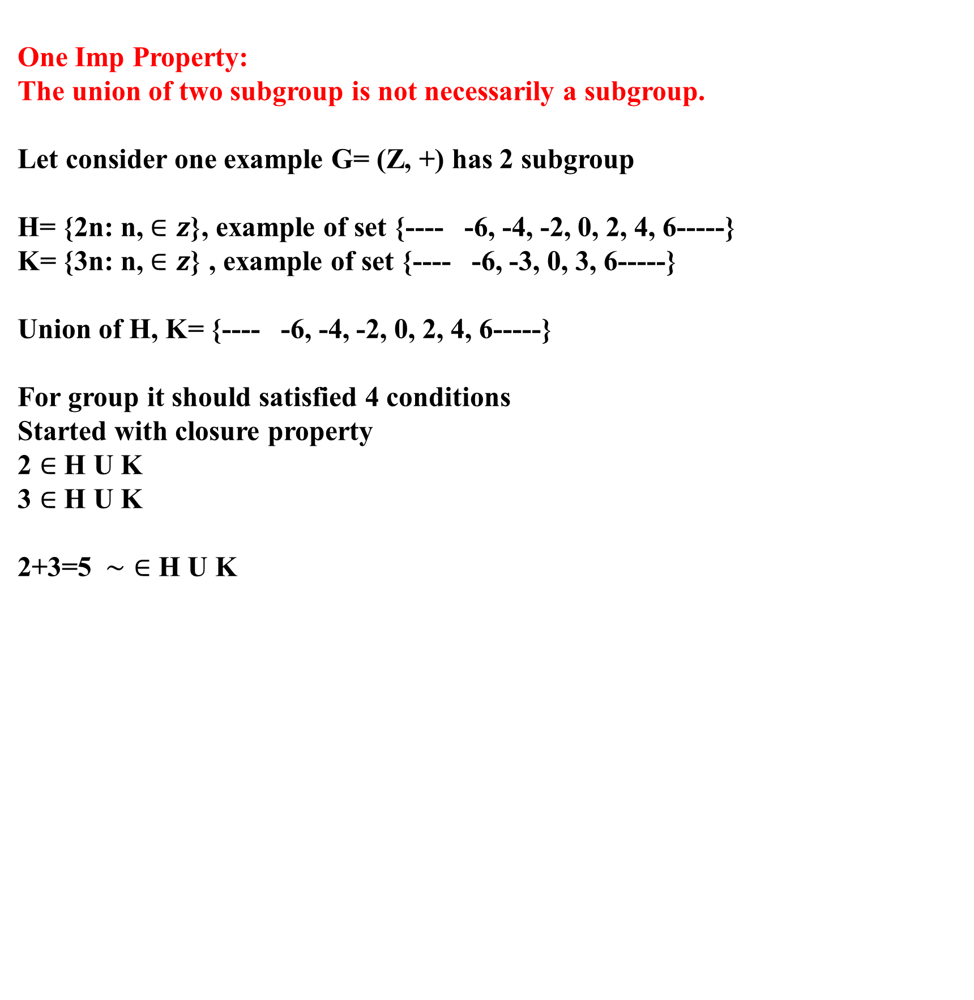 One Imp Property:
The union of two subgroup is not necessarily a subgroup.
Let consider one example G= (Z, +) has 2 subgroup
H= {2n: n, ∈ z}, example of set {----   -6, -4, -2, 0, 2, 4, 6-----}
K= {3n: n, ∈ z} , example of set {----   -6, -3, 0, 3, 6-----}
Union of H, K= {----   -6, -4, -2, 0, 2, 4, 6-----}
For group it should satisfied 4 conditions
Started with closure property
2 ∈ H U K
3 ∈ H U K
2+3=5  ~ ∈ H U K